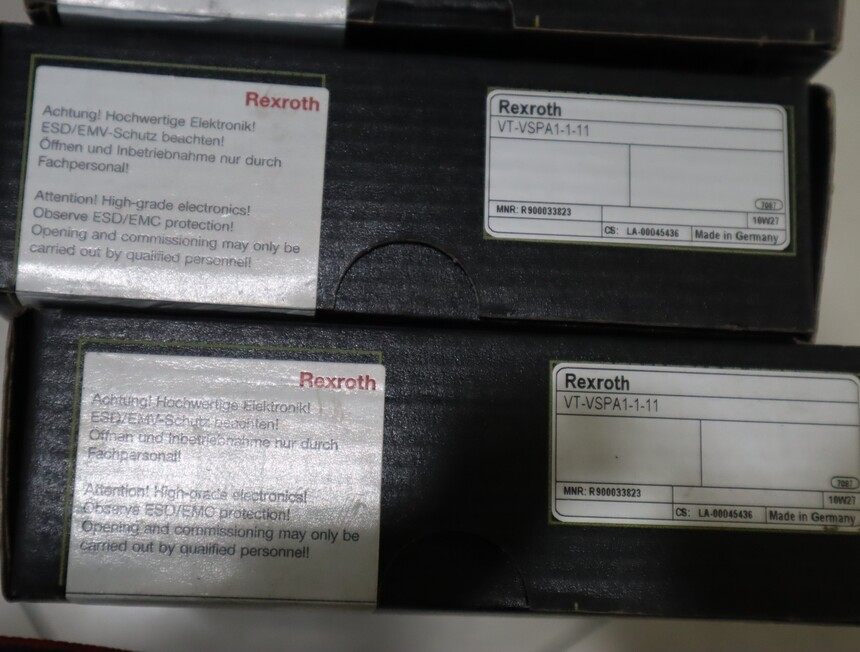 Rexroth
Achtung! Hochwertige Elektronik!
ESD/EMV-Schutz beachten!
Öffnen und Inbetriebnahme nur durch
Fachpersonal!
Attention! High-grade electronics!
Observe ESD/EMC protection!
Opening and commissioning may only be
carried out by qualified personnel!
Rexroth
VT-VSPA1-1-11
7087
MNR: R900033823
10W27
CS: LA-00045436
Made in Germany
Rexroth
Achtung! Hochwertige Elektronik!
ESD/EMV-Schutz beachten!
Öffnen und Inbetriebnahme nur durch
Fachpersonal!
Attention! High-grade electronics!
Observe ESD/EMC protection!
Opening and commissioning may only be
carried out by qualified personnel!
Rexroth
VT-VSPA1-1-11
7087
MNR: R900033823
10W27
CS: LA-00045436
Made in Germany